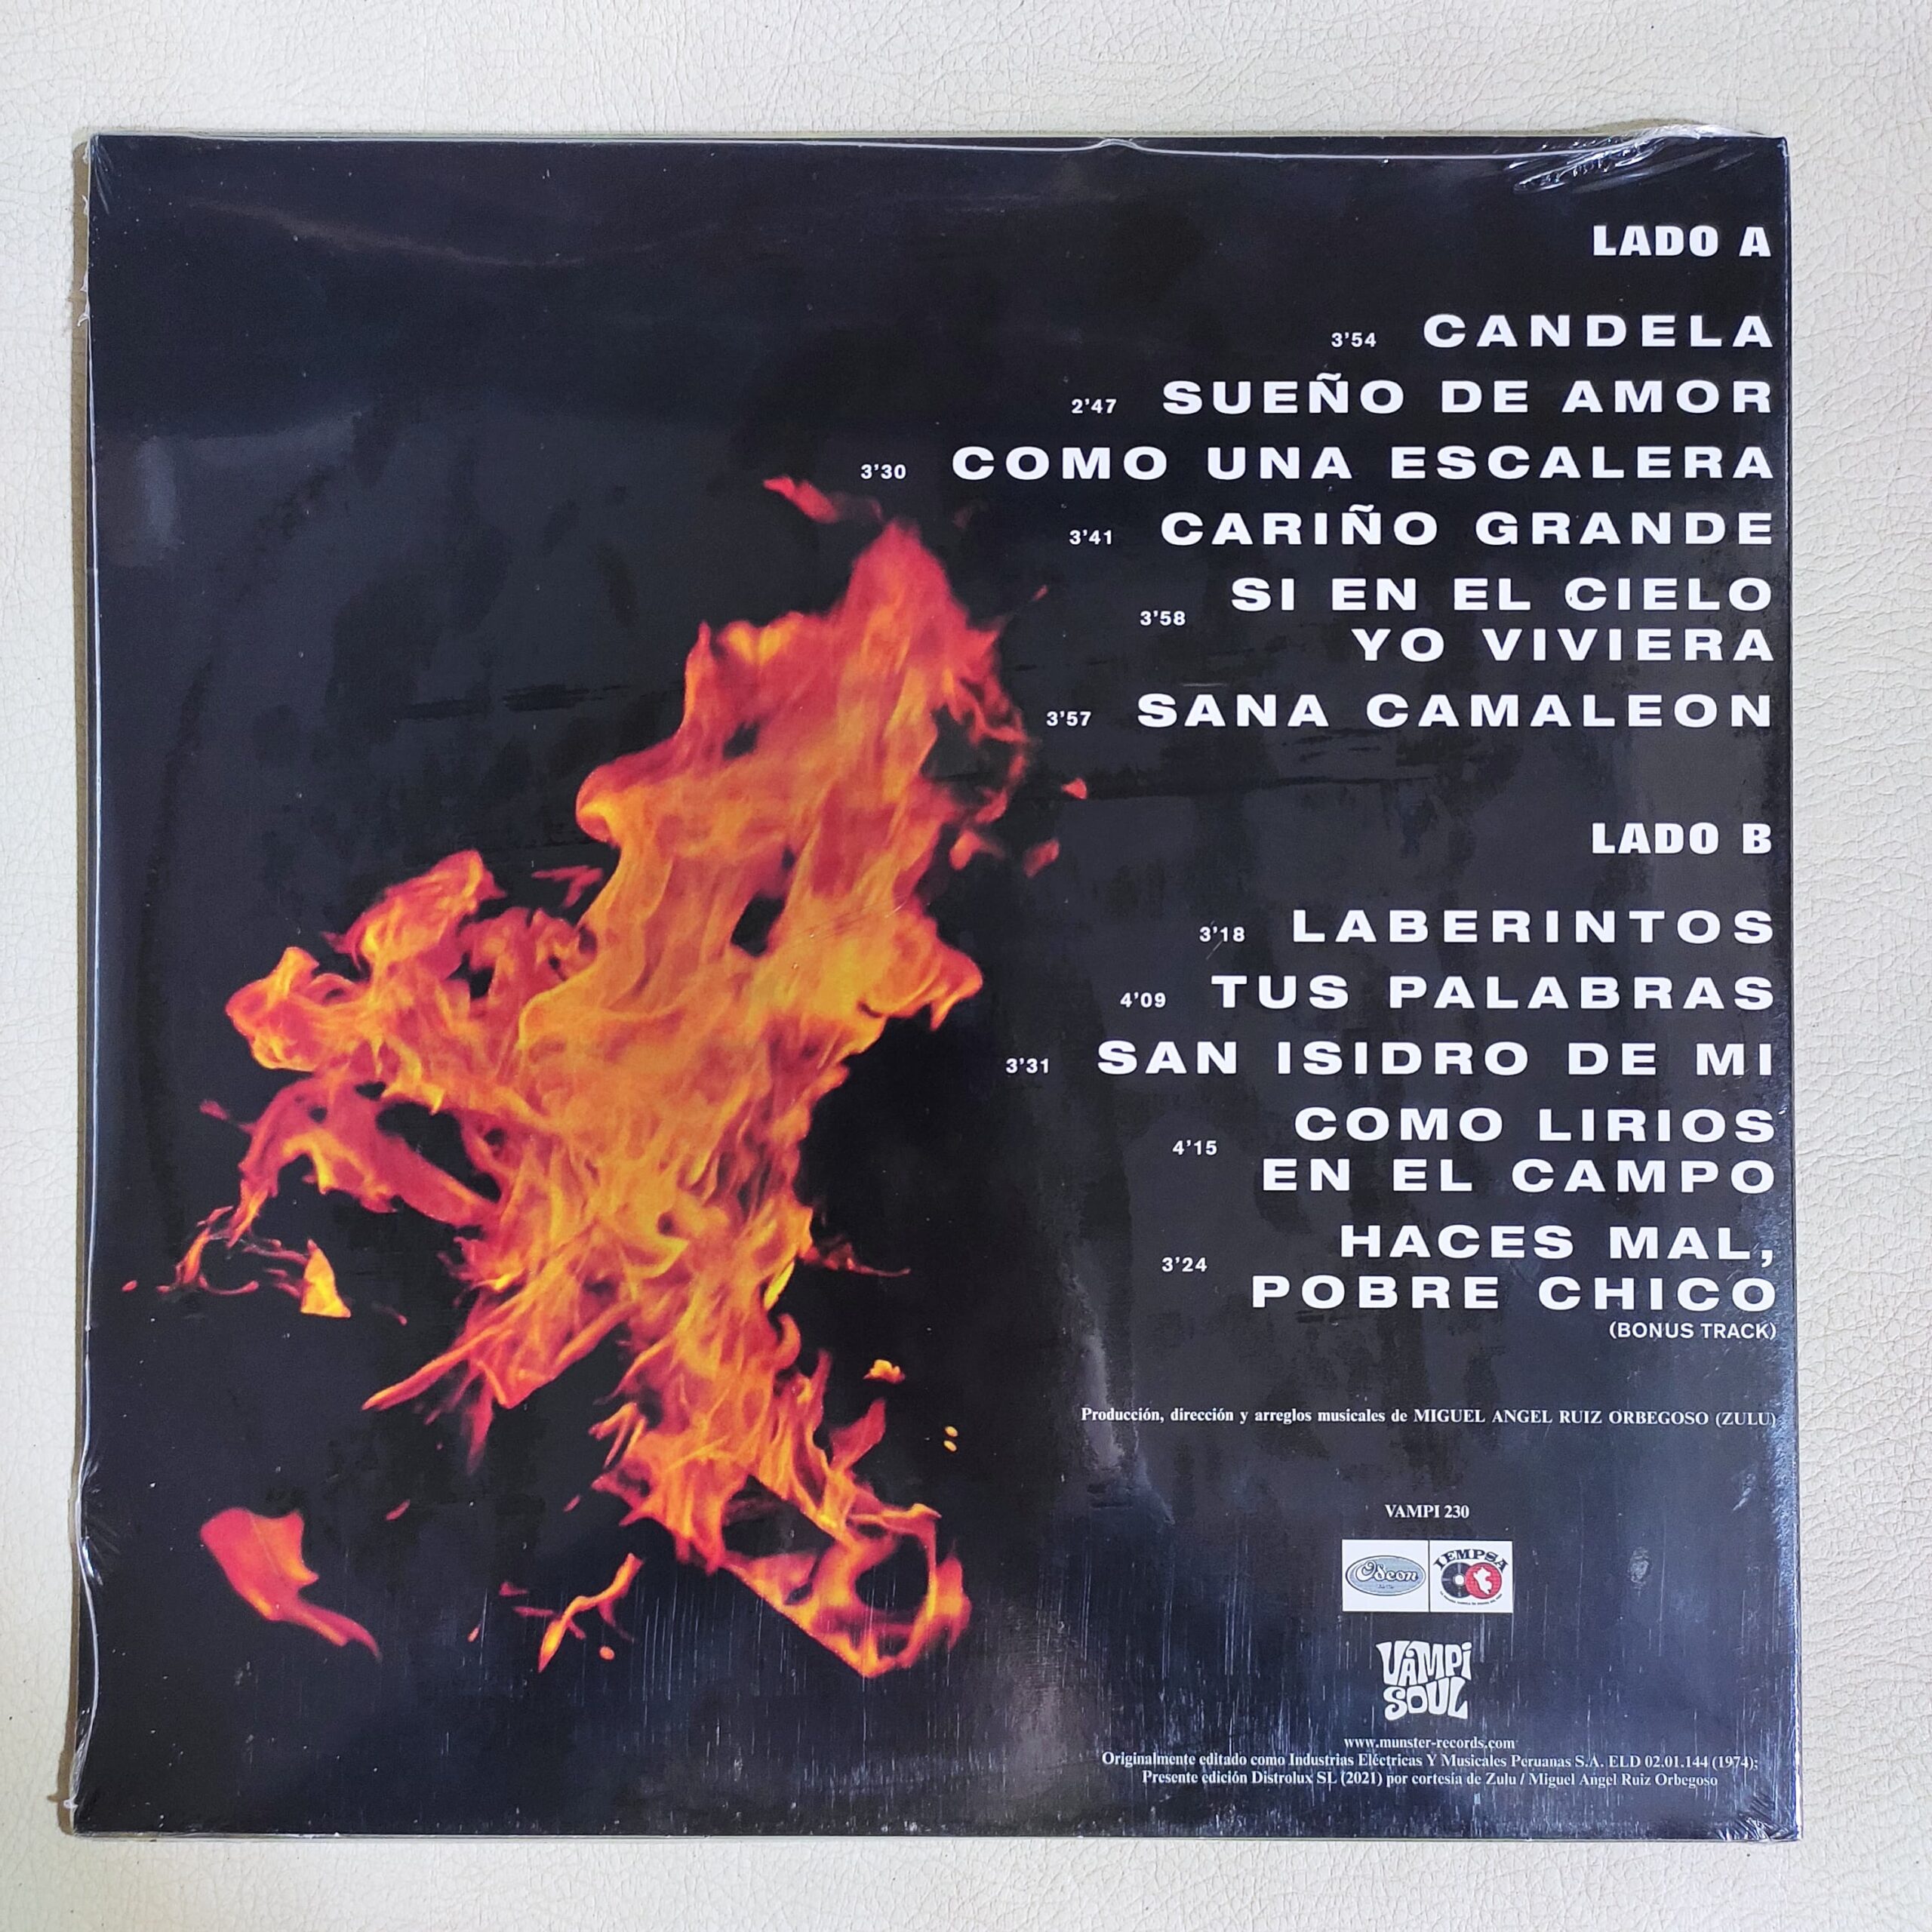 LADO A
3'54 CANDELA
2'47 SUEÑO DE AMOR
3'30 COMO UNA ESCALERA
3'41 CARIÑO GRANDE
3'58 SI EN EL CIELO
YO VIVIERA
3'57 SANA CAMALEON
LADO B
3'18 LABERINTOS
4'09 TUS PALABRAS
3'31 SAN ISIDRO DE MI
4'15 COMO LIRIOS
EN EL CAMPO
3'24 HACES MAL,
POBRE CHICO
(BONUS TRACK)
Producción, dirección y arreglos musicales de MIGUEL ANGEL RUIZ ORBEGOSO (ZULU)
VAMPI 230
Odeon IEMPSA
VAMPI
SOUL
www.munster-records.com
Originalmente editado como Industrias Eléctricas Y Musicales Peruanas S.A. ELD 02.01.144 (1974);
Presente edición Distrolux SL (2021) por cortesía de Zulu / Miguel Angel Ruiz Orbegoso